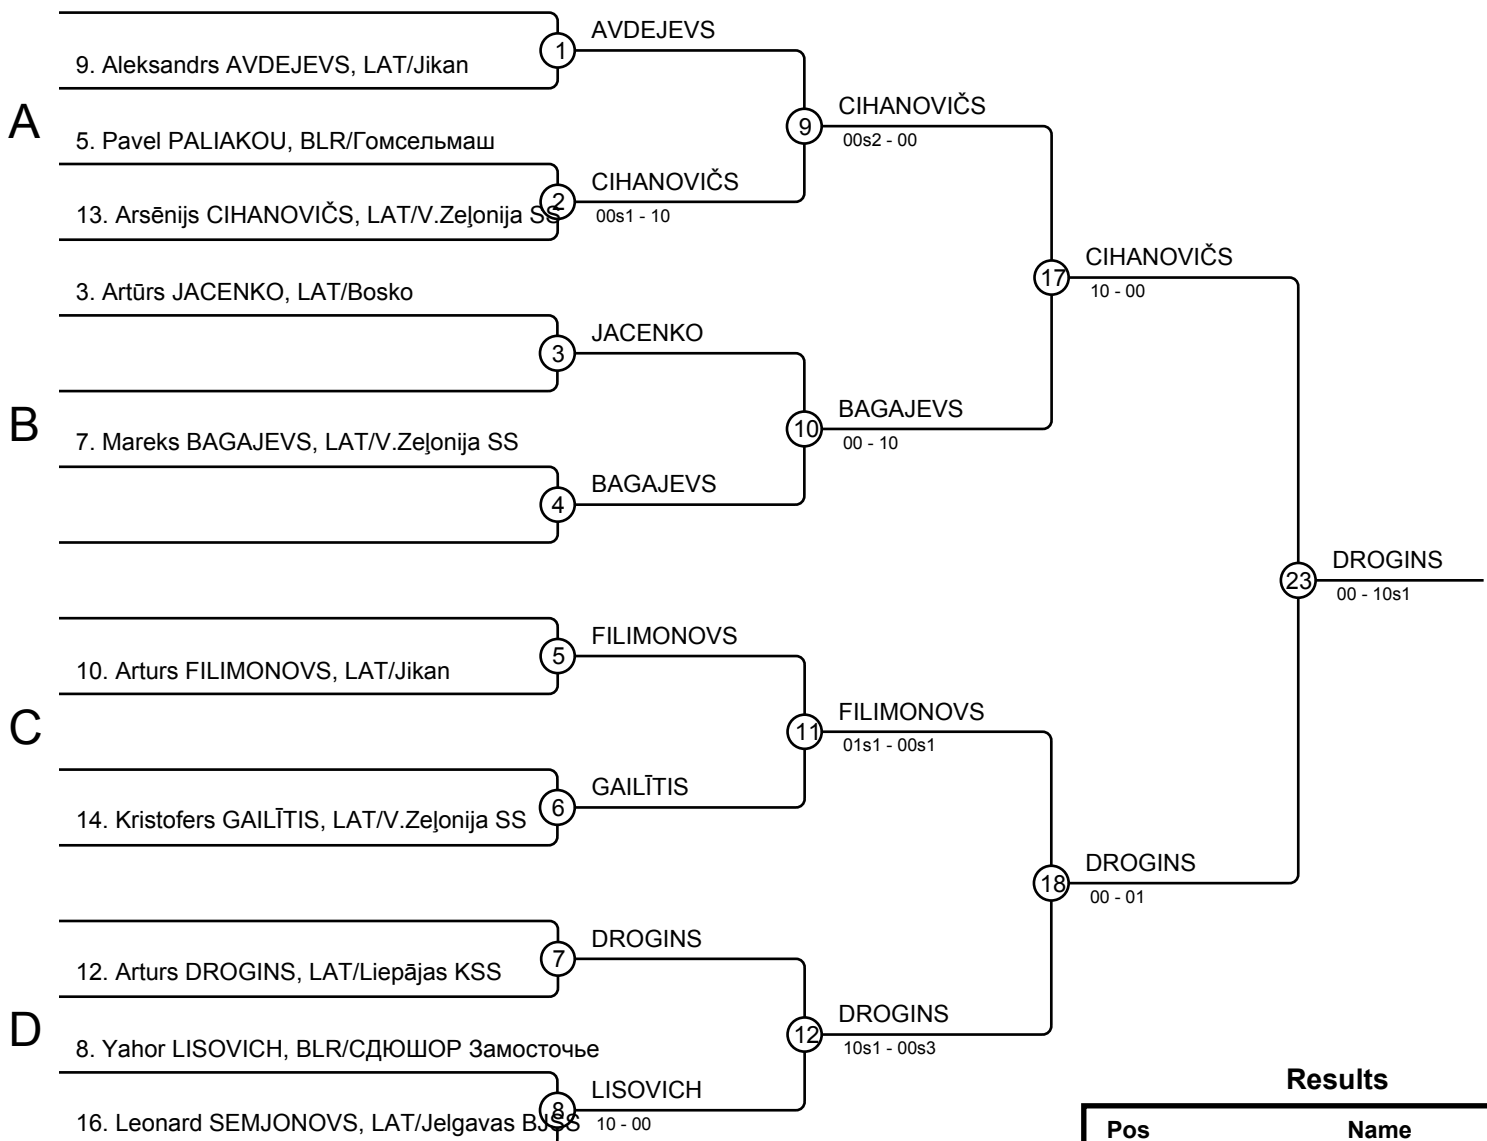 AVDEJEVS
1
9. Aleksandrs AVDEJEVS, LAT/Jikan
A
CIHANOVIČS
9
00s2 - 00
5. Pavel PALIAKOU, BLR/Гомсельмаш
CIHANOVIČS
2
00s1 - 10
13. Arsēnijs CIHANOVIČS, LAT/V.Zeļonija SS
CIHANOVIČS
17
10 - 00
3. Artūrs JACENKO, LAT/Bosko
JACENKO
3
B
BAGAJEVS
10
00 - 10
7. Mareks BAGAJEVS, LAT/V.Zeļonija SS
BAGAJEVS
4
DROGINS
23
00 - 10s1
FILIMONOVS
5
10. Arturs FILIMONOVS, LAT/Jikan
C
FILIMONOVS
11
01s1 - 00s1
GAILĪTIS
6
14. Kristofers GAILĪTIS, LAT/V.Zeļonija SS
DROGINS
18
00 - 01
DROGINS
7
12. Arturs DROGINS, LAT/Liepājas KSS
D
DROGINS
12
10s1 - 00s3
8. Yahor LISOVICH, BLR/СДЮШОР Замосточье
LISOVICH
8
10 - 00
16. Leonard SEMJONOVS, LAT/Jelgavas BJSS
Results
Pos Name